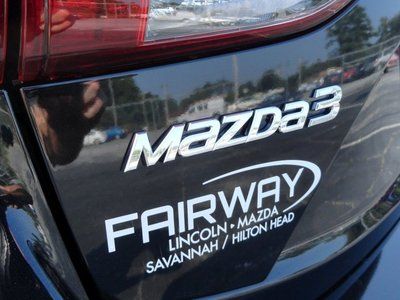 mazda3
FAIRWAY
LINCOLN • MAZDA
SAVANNAH / HILTON HEAD